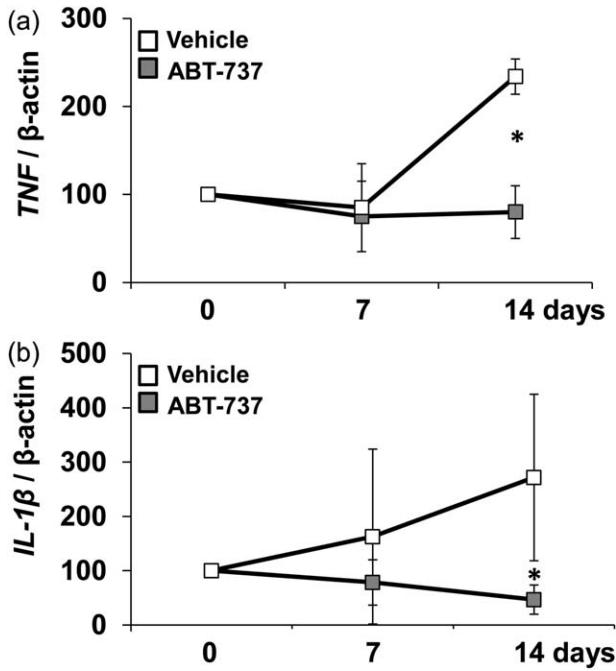 (a)
300
200
100
0
TNF / β-actin
Vehicle
ABT-737
*
0 7 14 days
(b)
500
400
300
200
100
0
IL-1β / β-actin
Vehicle
ABT-737
*
0 7 14 days